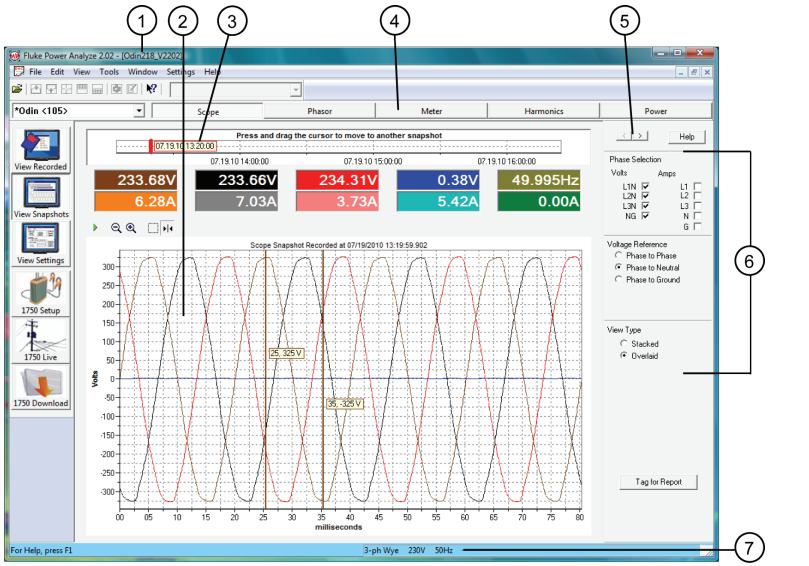 1
2
3
4
5
Fluke Power Analyze 2.02 - [Odin218_V2202]
File Edit View Tools Window Settings Help
*Odin <105>
Scope Phasor Meter Harmonics Power
Press and drag the cursor to move to another snapshot
07.19.10 13:20:00
07.19.10 14:00:00 07.19.10 15:00:00 07.19.10 16:00:00
< > Help
View Recorded
View Snapshots
View Settings
1750 Setup
1750 Live
1750 Download
233.68V 233.66V 234.31V 0.38V 49.995Hz
6.28A 7.03A 3.73A 5.42A 0.00A
Scope Snapshot Recorded at 07/19/2010 13:19:59.902
Volts
300
250
200
150
100
50
0
-50
-100
-150
-200
-250
-300
25, 325 V
35, -325 V
00 05 10 15 20 25 30 35 40 45 50 55 60 65 70 75 80
milliseconds
Phase Selection
Volts Amps
L1N L1
L2N L2
L3N L3
NG N
G
Voltage Reference
Phase to Phase
Phase to Neutral
Phase to Ground
View Type
Stacked
Overlaid
6
Tag for Report
For Help, press F1
3-ph Wye 230V 50Hz
7